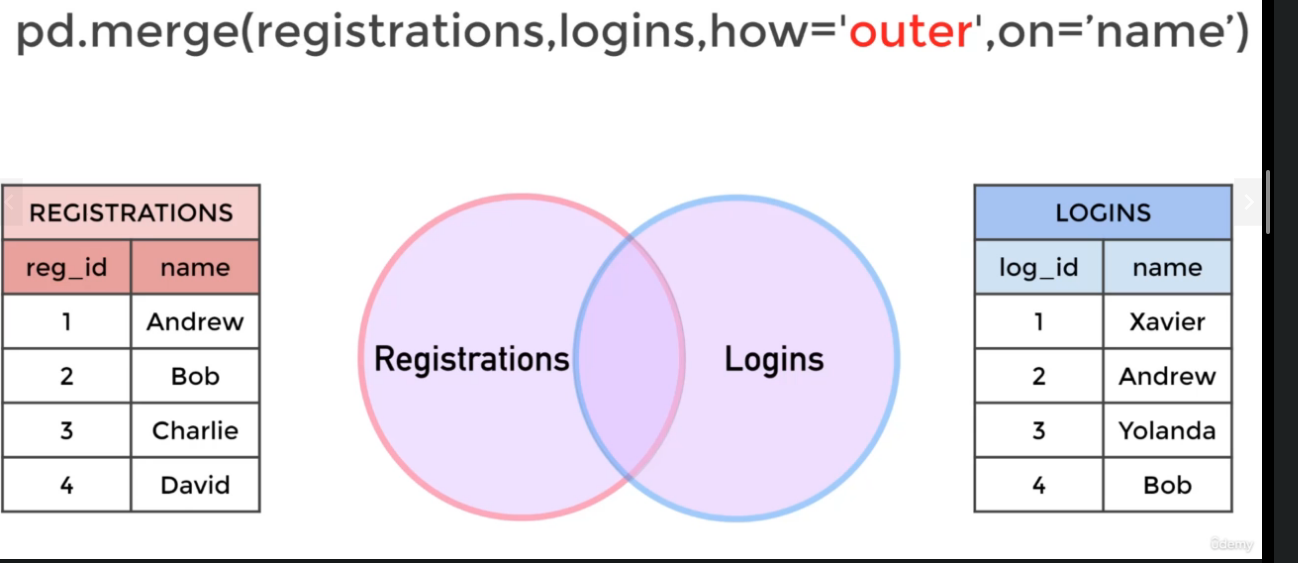 pd.merge(registrations,logins,how='outer',on=’name’)
REGISTRATIONS
reg_id name
1 Andrew
2 Bob
3 Charlie
4 David
Registrations Logins
LOGINS
log_id name
1 Xavier
2 Andrew
3 Yolanda
4 Bob
ûdemy